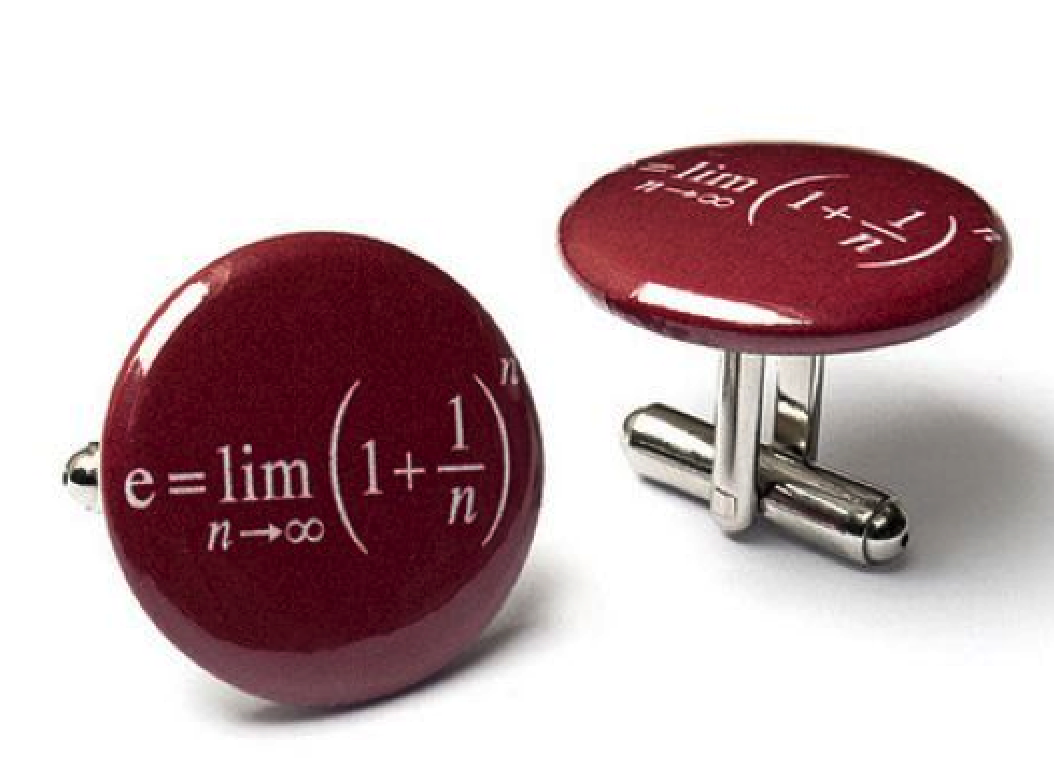 e = lim (1 + 1/n)ⁿ
n→∞
= lim (1 + 1/n)ⁿ
n→∞